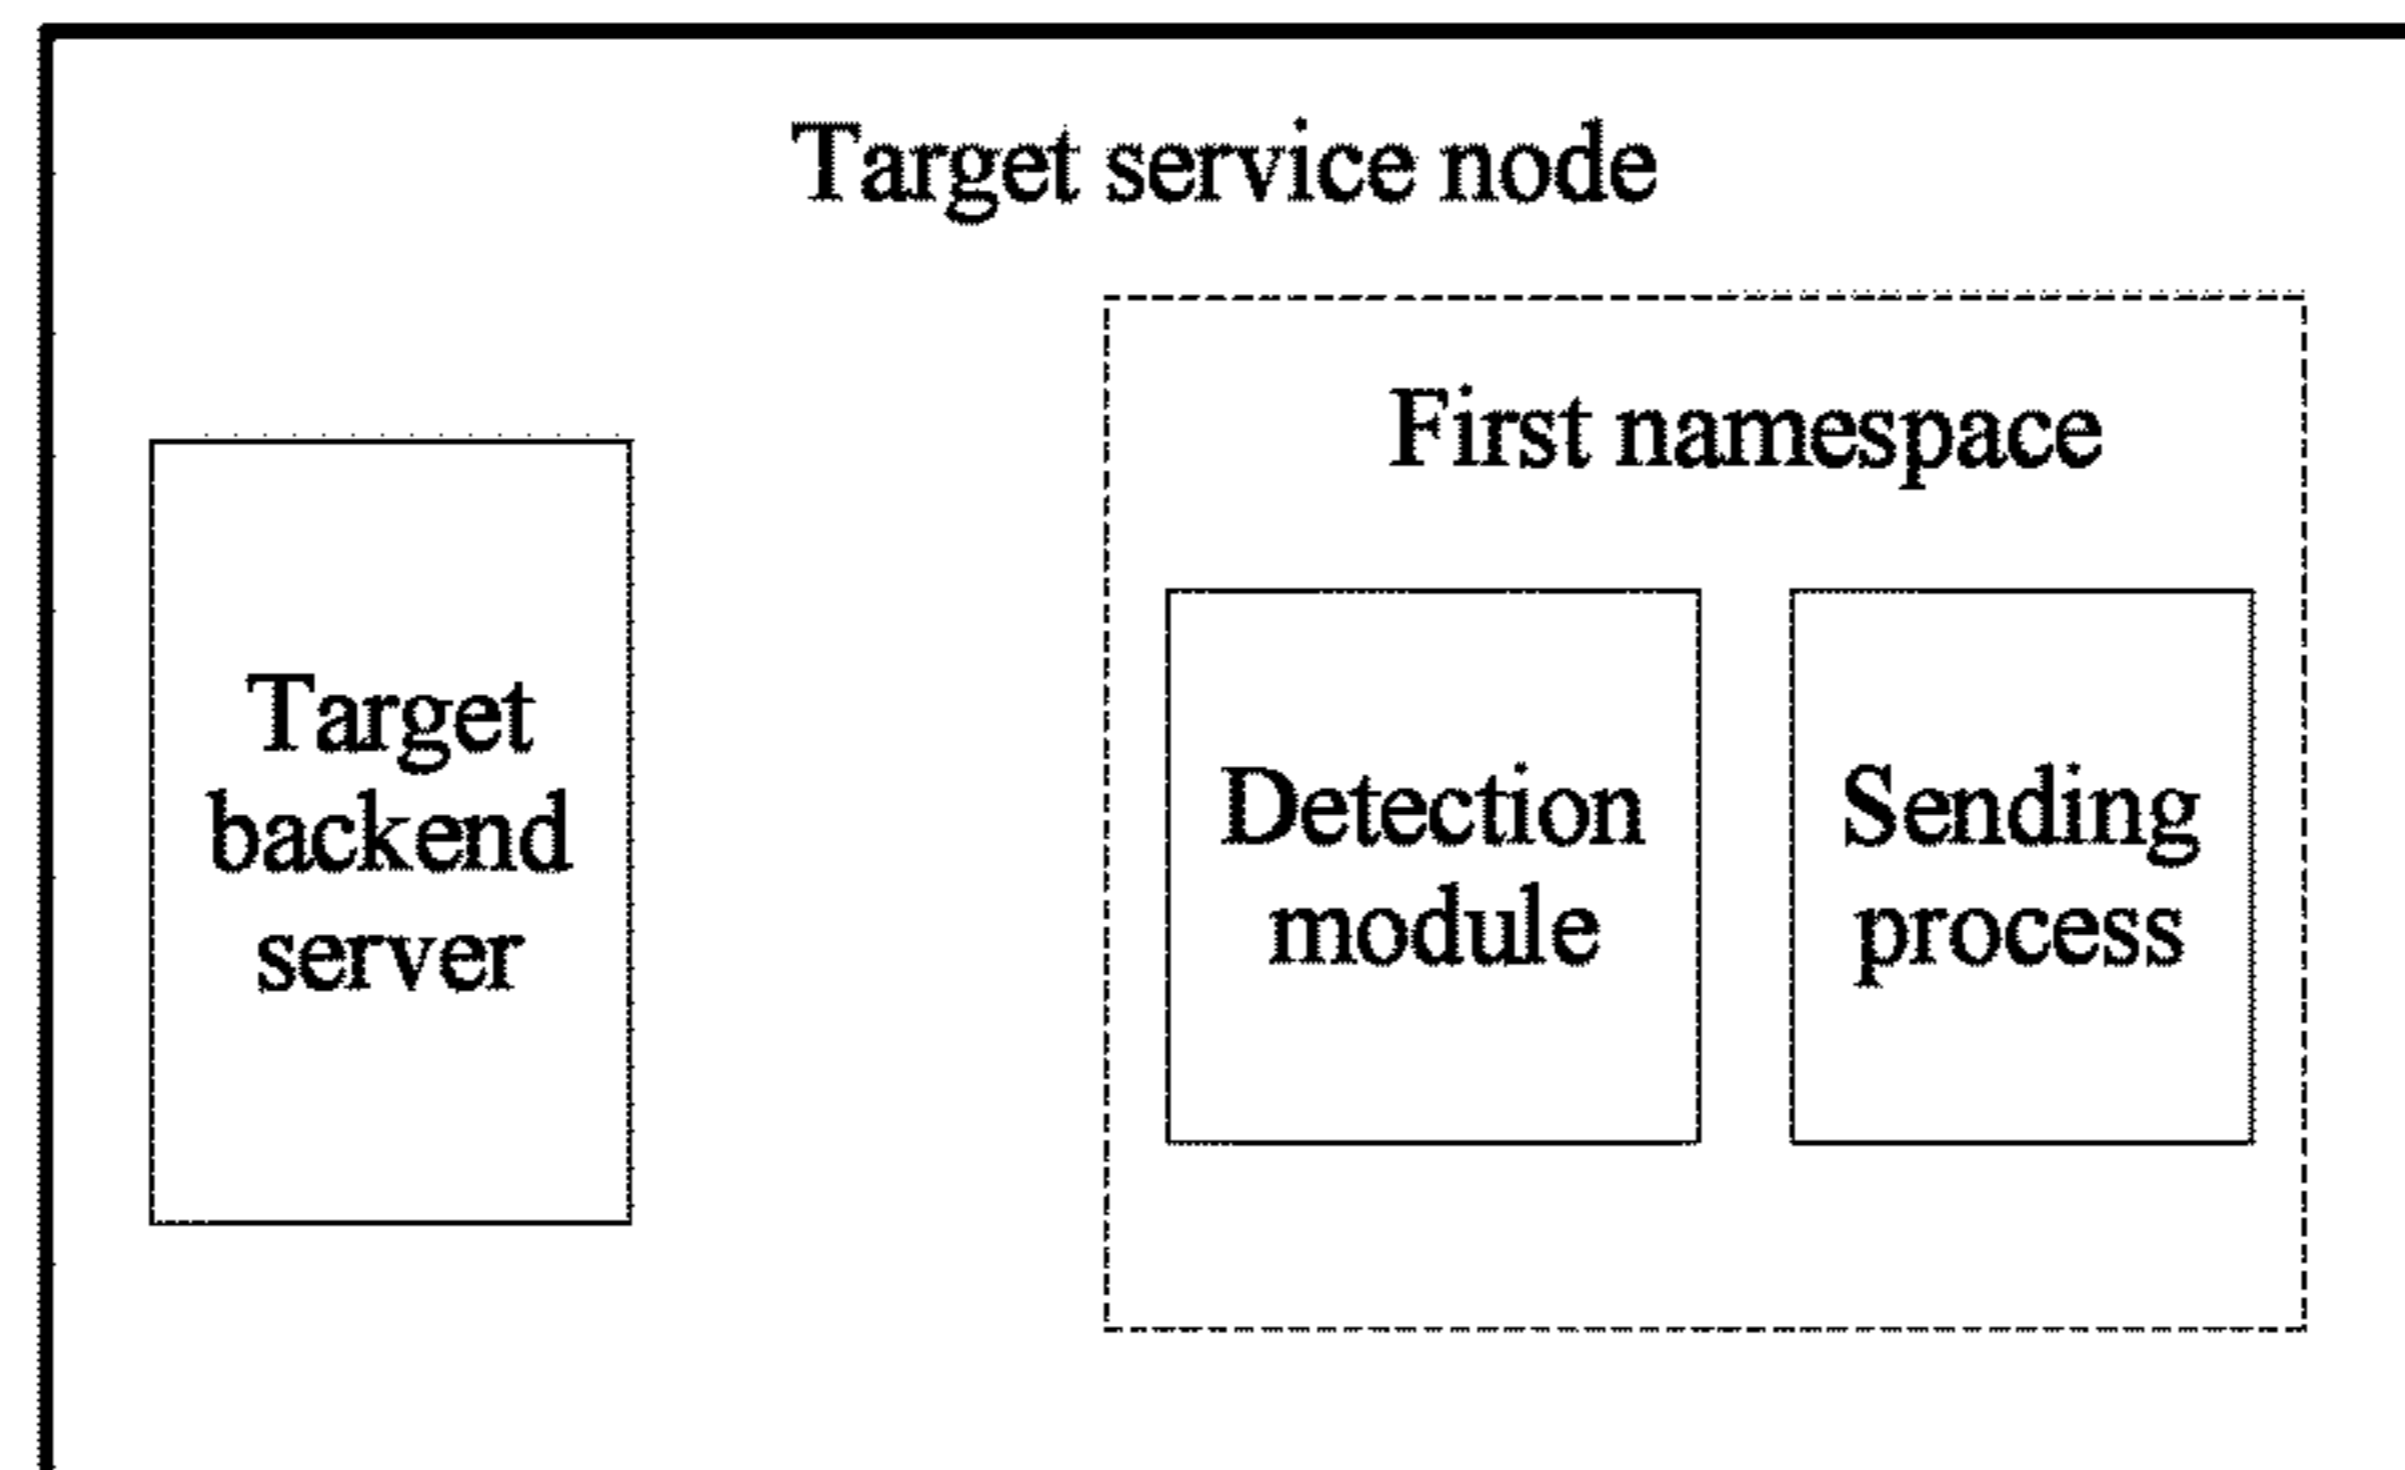 Target service node
First namespace
Target
backend
server
Detection
module
Sending
process